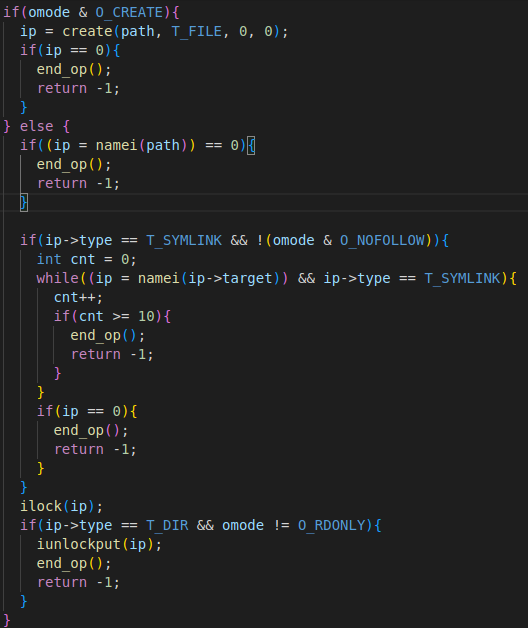 if(omode & O_CREATE){
  ip = create(path, T_FILE, 0, 0);
  if(ip == 0){
    end_op();
    return -1;
  }
} else {
  if((ip = namei(path)) == 0){
    end_op();
    return -1;
  }

  if(ip->type == T_SYMLINK && !(omode & O_NOFOLLOW)){
    int cnt = 0;
    while((ip = namei(ip->target)) && ip->type == T_SYMLINK){
      cnt++;
      if(cnt >= 10){
        end_op();
        return -1;
      }
    }
    if(ip == 0){
      end_op();
      return -1;
    }
  }
  ilock(ip);
  if(ip->type == T_DIR && omode != O_RDONLY){
    iunlockput(ip);
    end_op();
    return -1;
  }
}